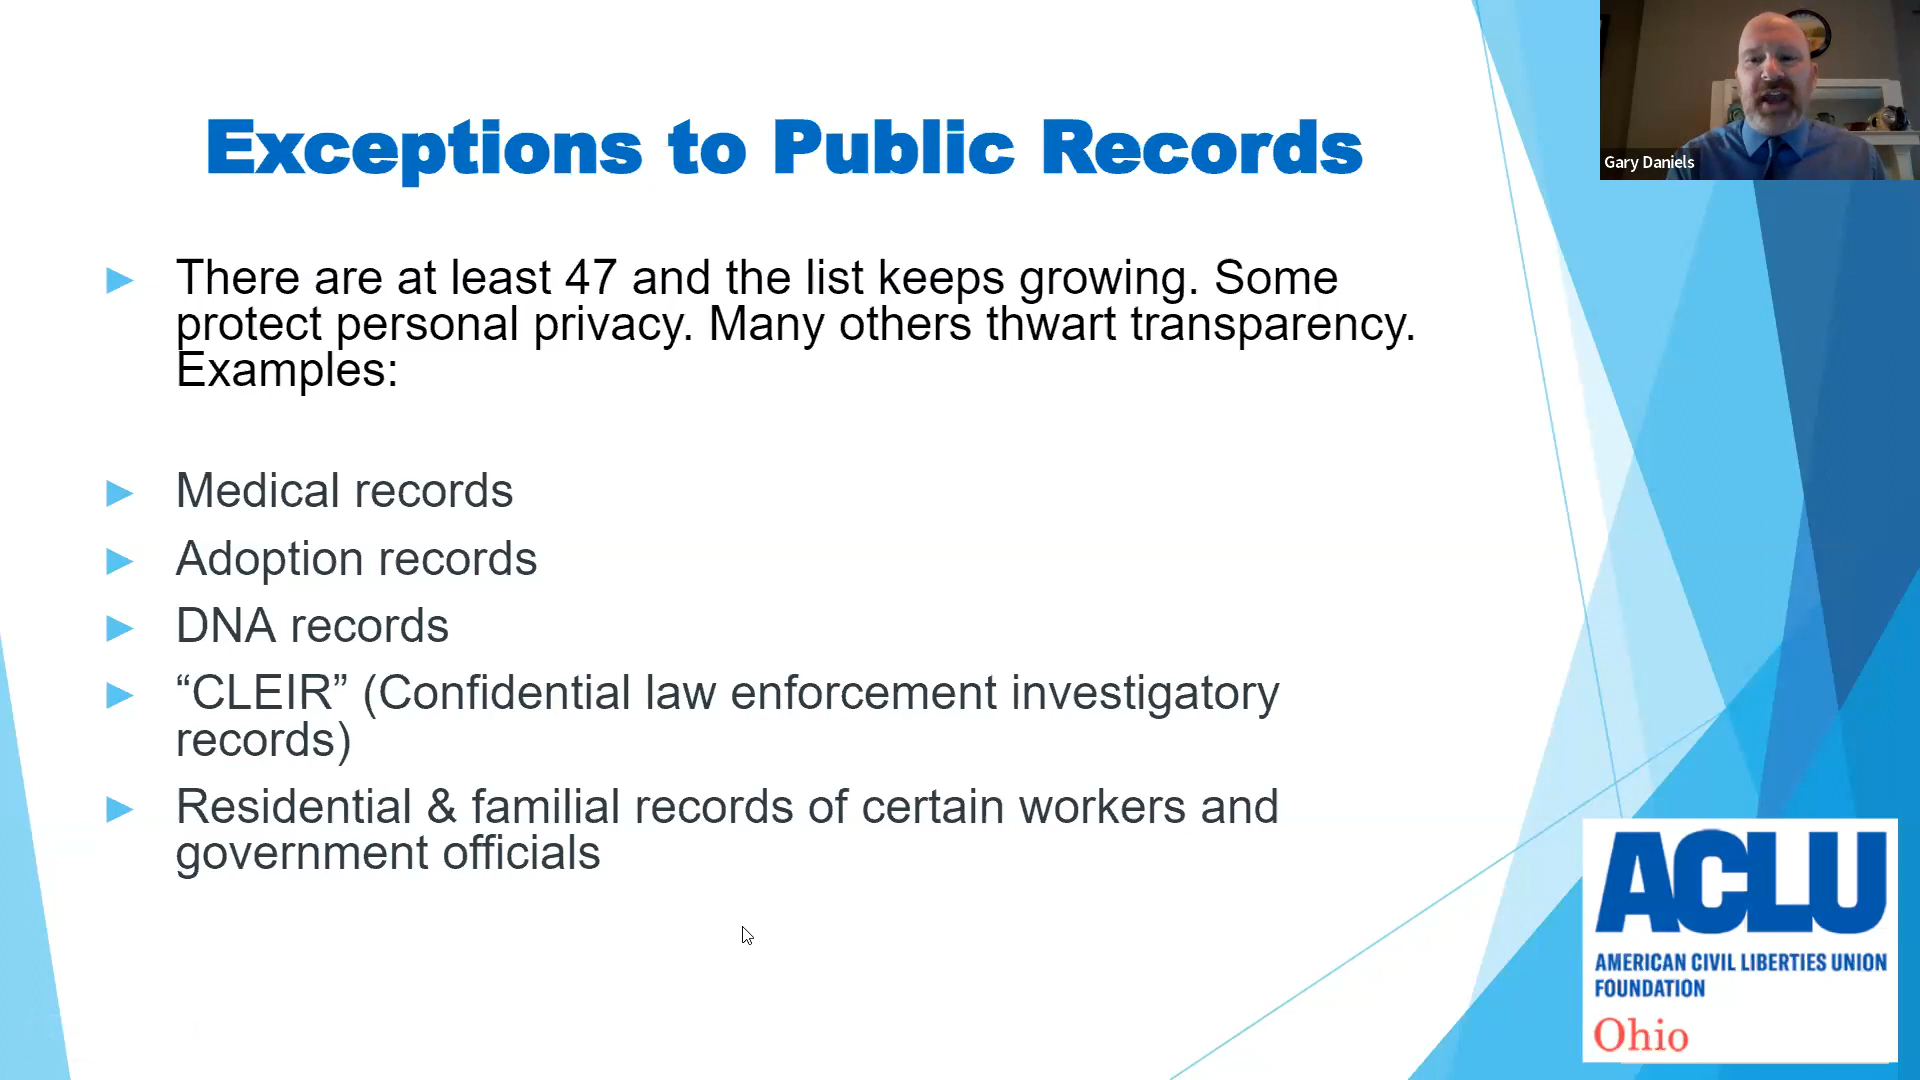 Exceptions to Public Records
Gary Daniels
There are at least 47 and the list keeps growing. Some
protect personal privacy. Many others thwart transparency.
Examples:
Medical records
Adoption records
DNA records
“CLEIR” (Confidential law enforcement investigatory
records)
Residential & familial records of certain workers and
government officials
ACLU
AMERICAN CIVIL LIBERTIES UNION
FOUNDATION
Ohio